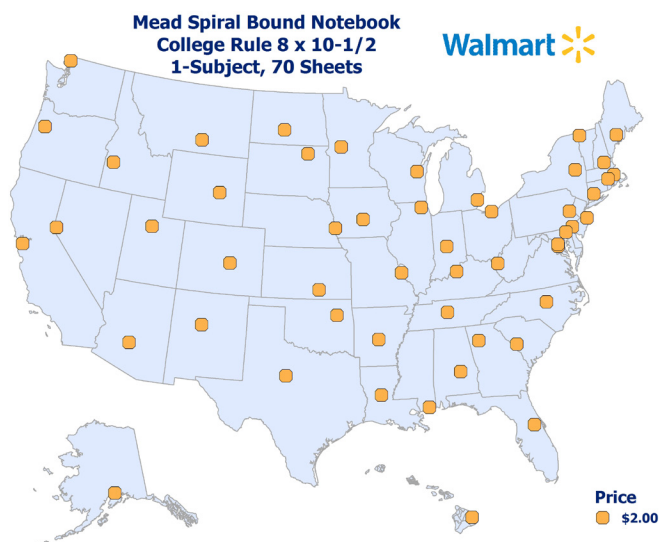 Mead Spiral Bound Notebook
College Rule 8 x 10-1/2
1-Subject, 70 Sheets
Walmart
Price
$2.00